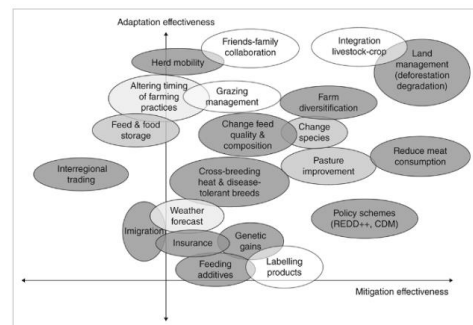 Adaptation effectiveness
Friends-family
collaboration
Integration
livestock-crop
Land
management
(deforestation
degradation)
Herd mobility
Altering timing
of farming
practices
Grazing
management
Farm
diversitfication
Feed & food
storage
Change feed
quality &
composition
Change
species
Reduce meat
consumption
Pasture
improvement
Interregional
trading
Cross-breeding
heat & disease-
tolerant breeds
Weather
forecast
Policy schemes
(REDD++, CDM)
Imigration
Insurance
Genetic
gains
Feeding
additives
Labelling
products
Mitigation effectiveness